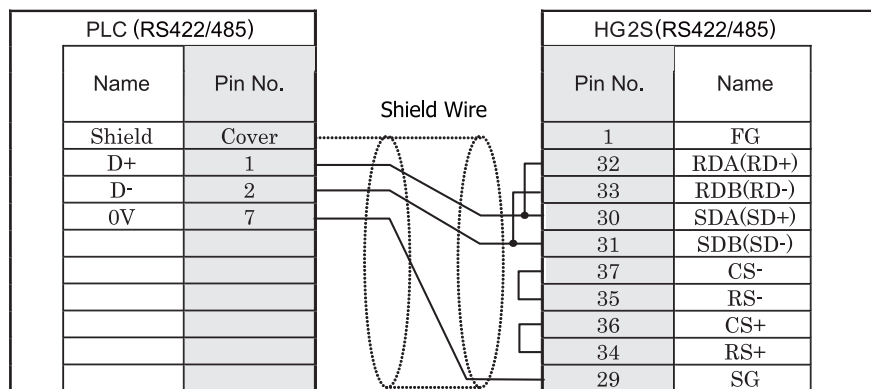 PLC (RS422/485) HG2S(RS422/485)
Name Pin No. Pin No. Name
Shield Wire
Shield Cover 1 FG
D+ 1 32 RDA(RD+)
D- 2 33 RDB(RD-)
0V 7 30 SDA(SD+)
31 SDB(SD-)
37 CS-
35 RS-
36 CS+
34 RS+
29 SG